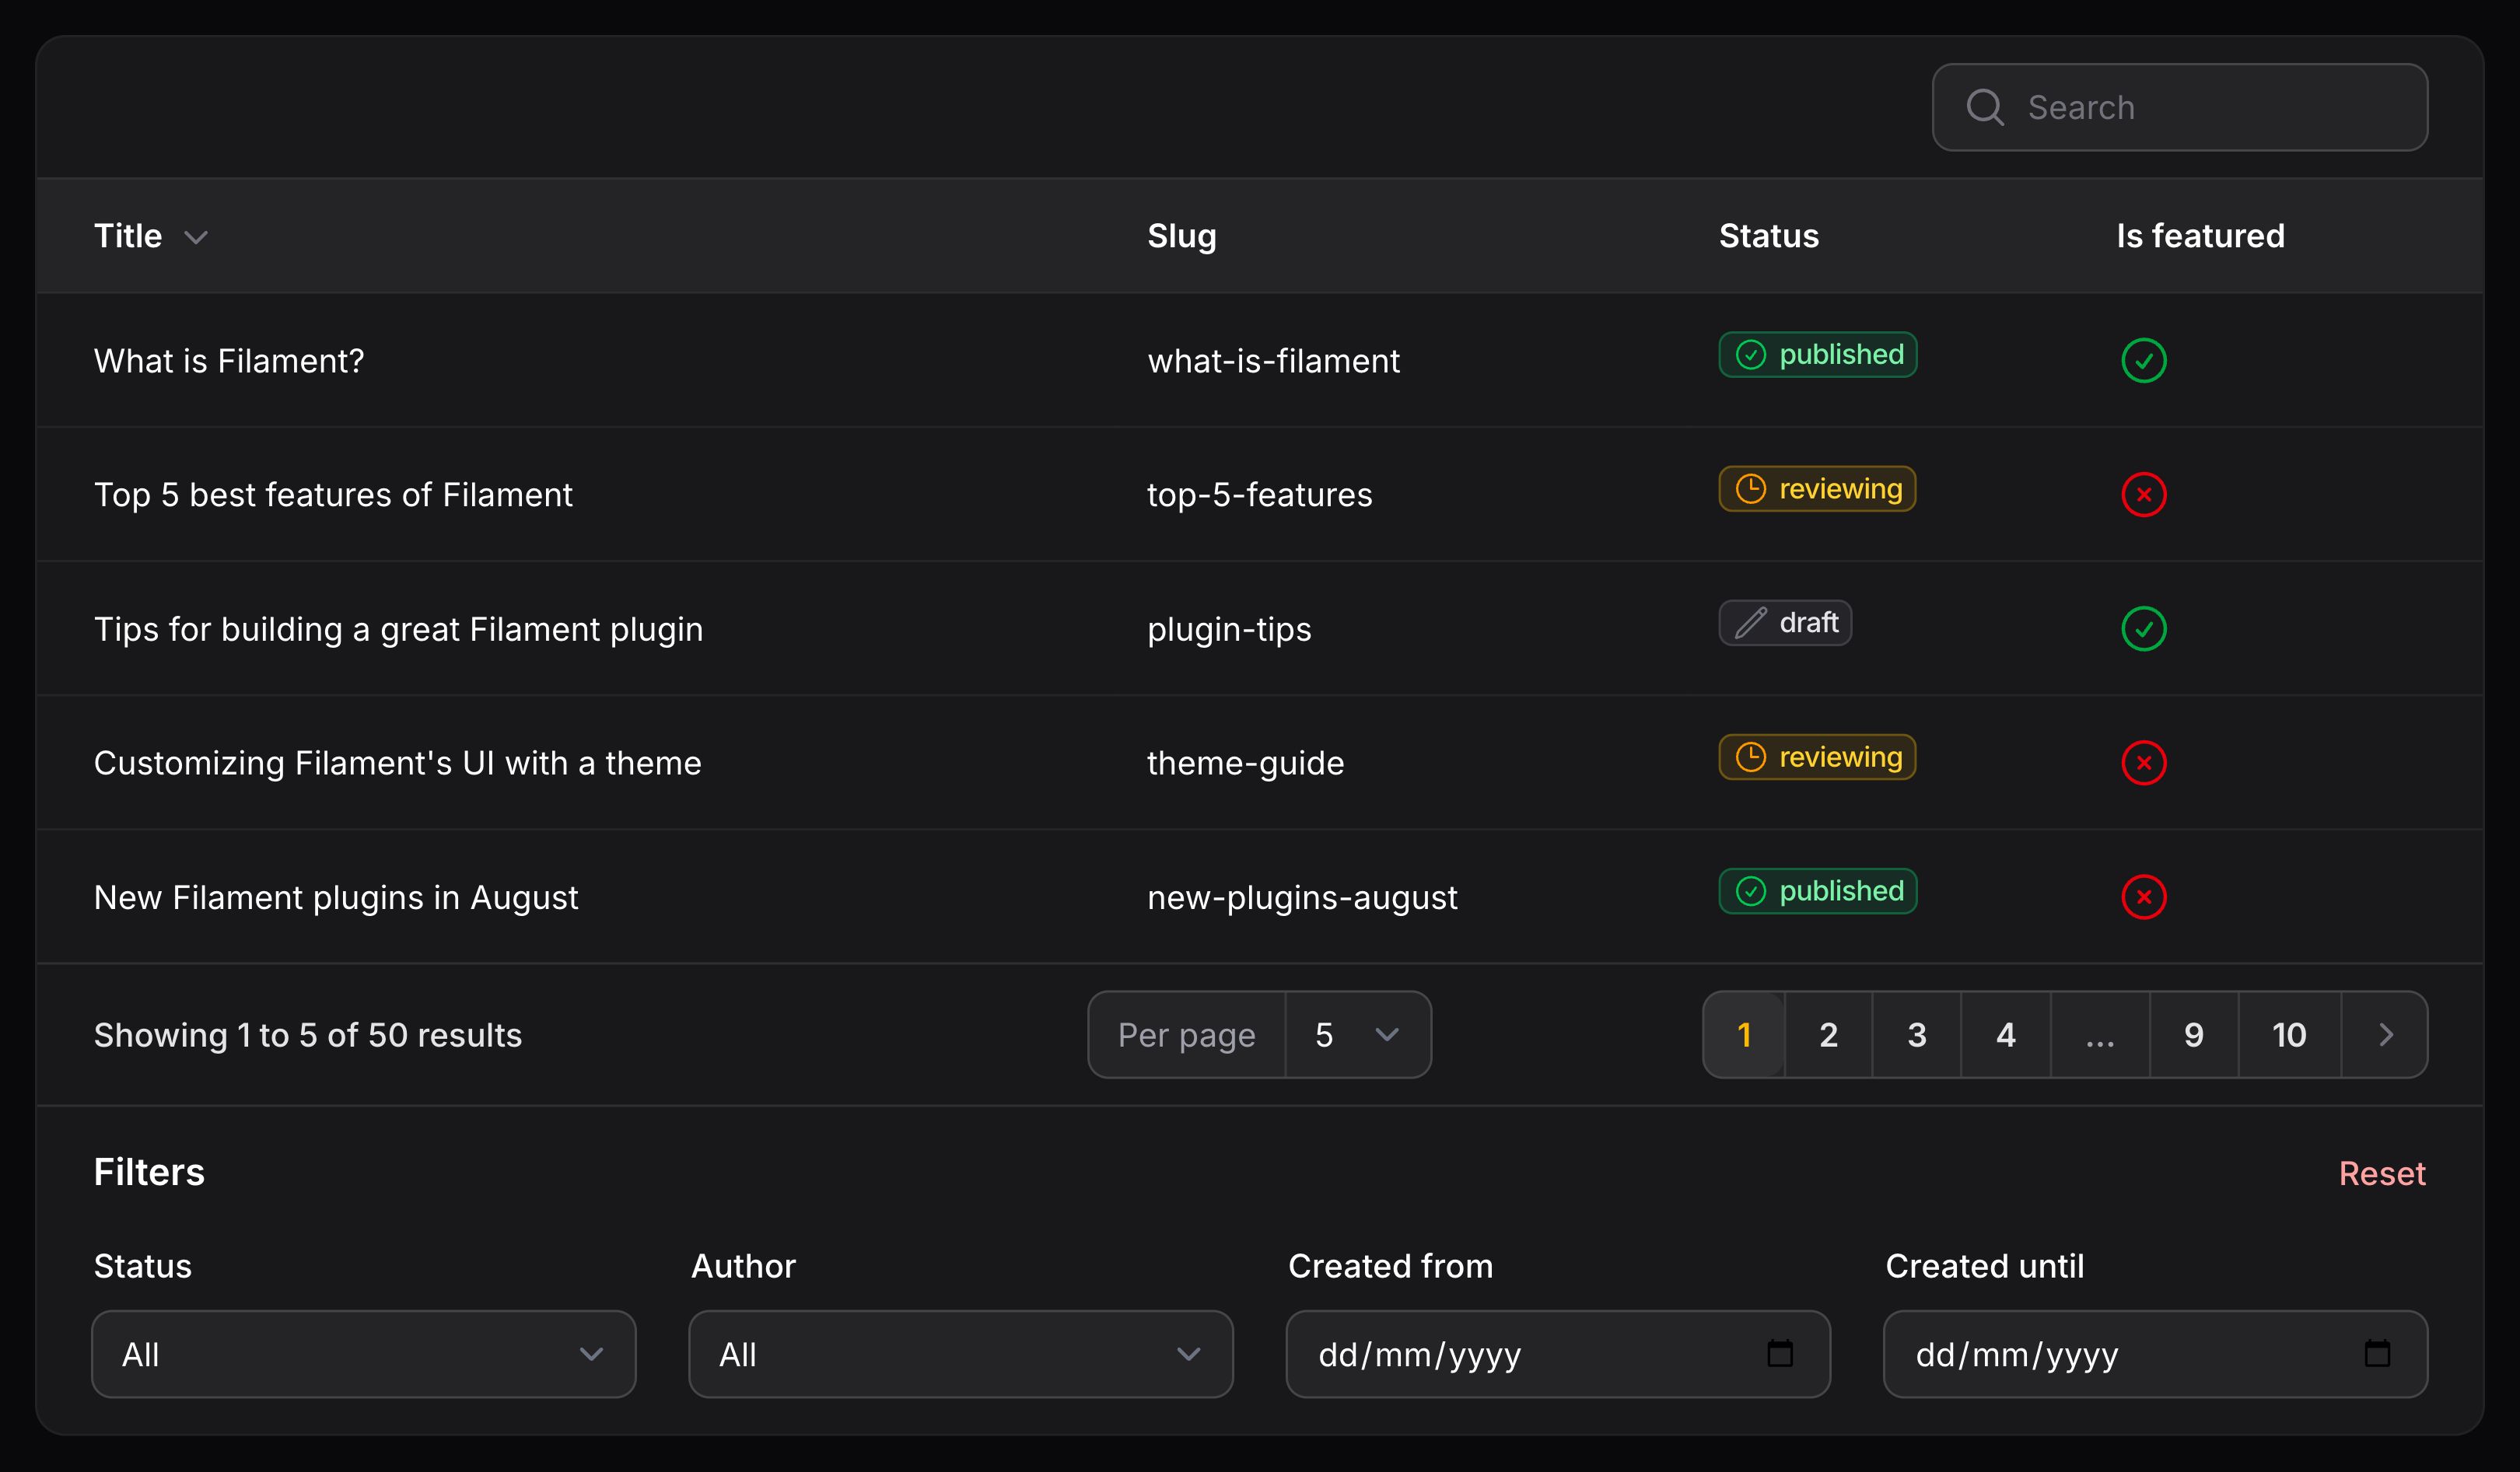 Search
Title Slug Status Is featured
What is Filament? what-is-filament published
Top 5 best features of Filament top-5-features reviewing
Tips for building a great Filament plugin plugin-tips draft
Customizing Filament's UI with a theme theme-guide reviewing
New Filament plugins in August new-plugins-august published
Showing 1 to 5 of 50 results Per page 5 1 2 3 4 ... 9 10
Filters Reset
Status Author Created from Created until
All All dd/mm/yyyy dd/mm/yyyy